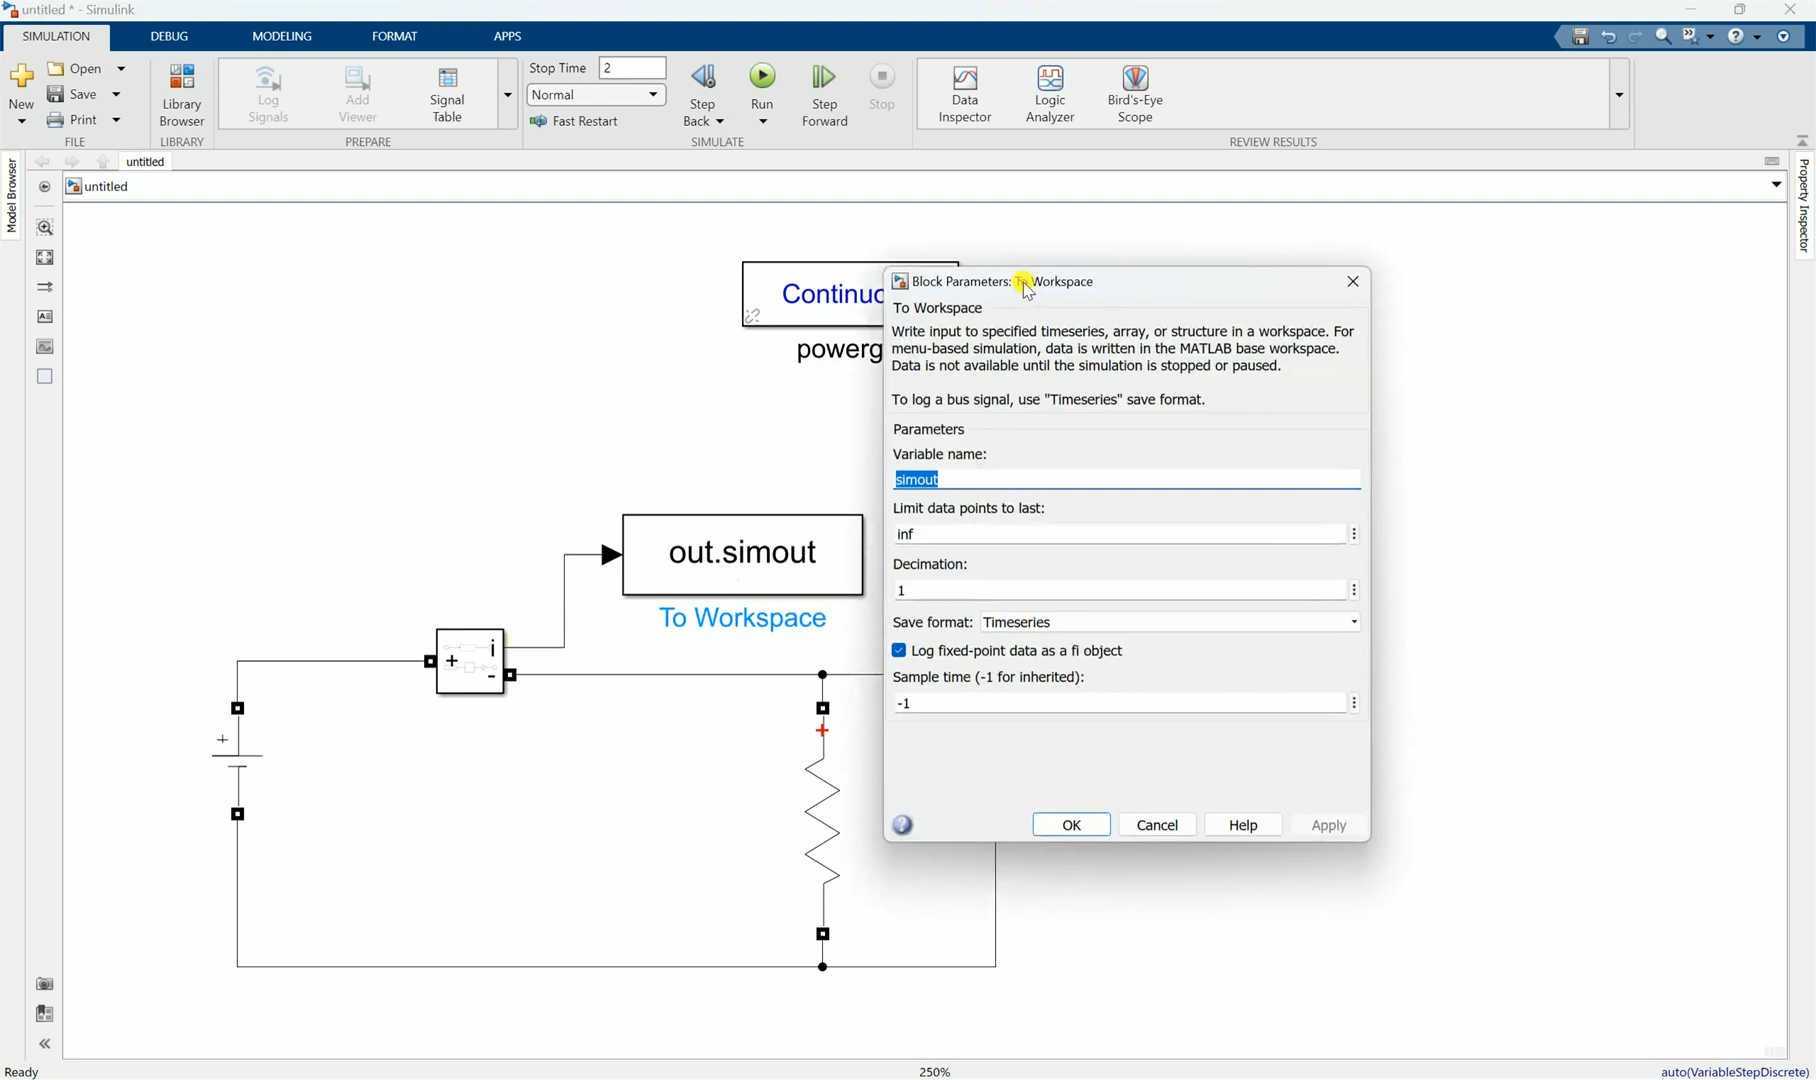 untitled * - Simulink
SIMULATION DEBUG MODELING FORMAT APPS
New
Open
Save
Print
FILE
Library
Browser
LIBRARY
Log
Signals
Add
Viewer
Signal
Table
PREPARE
Stop Time 2
Normal
Fast Restart
Step
Back
Run
Step
Forward
Stop
SIMULATE
Data
Inspector
Logic
Analyzer
Bird's-Eye
Scope
REVIEW RESULTS
Model Browser
untitled
untitled
Property Inspector
Continuo
powerg
out.simout
To Workspace
i
+
-
+
+
Block Parameters: To Workspace
To Workspace
Write input to specified timeseries, array, or structure in a workspace. For
menu-based simulation, data is written in the MATLAB base workspace.
Data is not available until the simulation is stopped or paused.
To log a bus signal, use "Timeseries" save format.
Parameters
Variable name:
simout
Limit data points to last:
inf
Decimation:
1
Save format: Timeseries
Log fixed-point data as a fi object
Sample time (-1 for inherited):
-1
OK Cancel Help Apply
Ready 250% auto(VariableStepDiscrete)